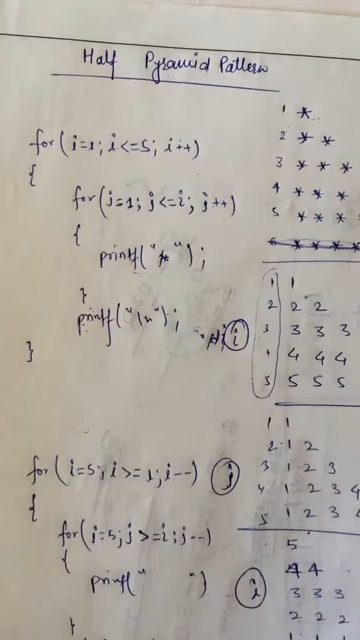 Half Pyramid Pattern
for(i=1; i<=5; i++)
{
for(j=1; j<=i; j++)
{
printf("*");
}
printf("\n");
}
1 *
2 * *
3 * * *
4 * * *
5 * * * *
6 * * * *
i
1 1
2 2 2
3 3 3 3
4 4 4 4
5 5 5 5
for(i=5; i>=1; i--)
{
for(j=5; j>=i; j--)
{
printf(" ")
}
j
1 1
2 1 2
3 1 2 3
4 1 2 3 4
5 1 2 3 4
i
5
4 4
3 3 3
2 2 2